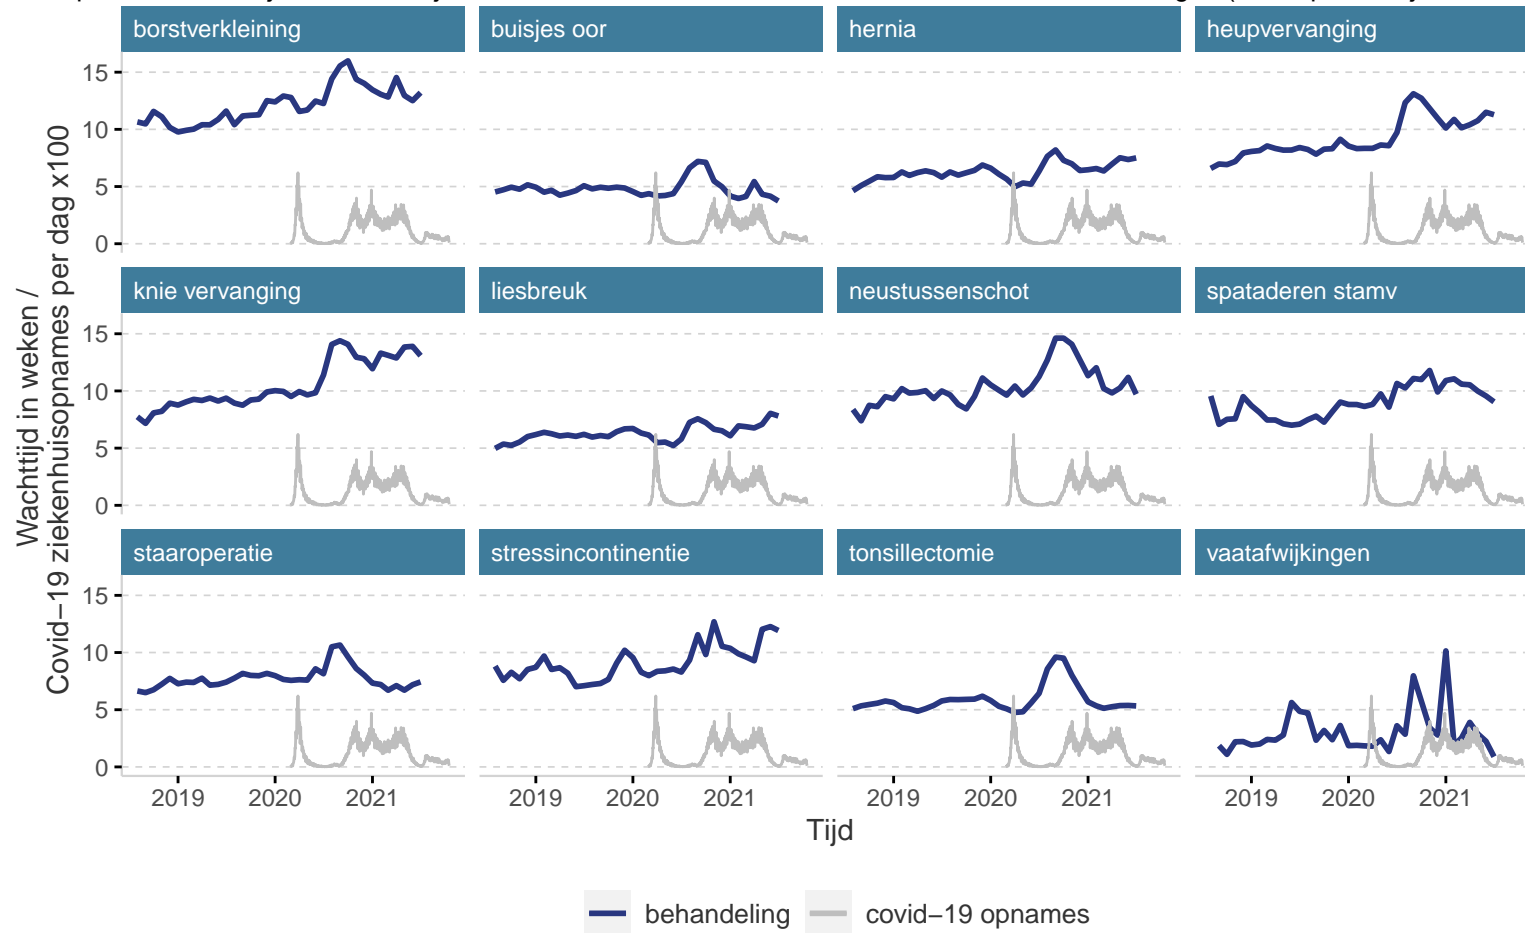 borstverkleining buisjes oor hernia heupvervanging
15
10
5
0
knie vervanging liesbreuk neustussenschot spataderen stamv
15
10
5
0
staaroperatie stressincontinentie tonsillectomie vaatafwijkingen
15
10
5
0
Wachttijd in weken /
Covid−19 ziekenhuisopnames per dag x100
2019 2020 2021 2019 2020 2021 2019 2020 2021 2019 2020 2021
Tijd
behandeling covid−19 opnames